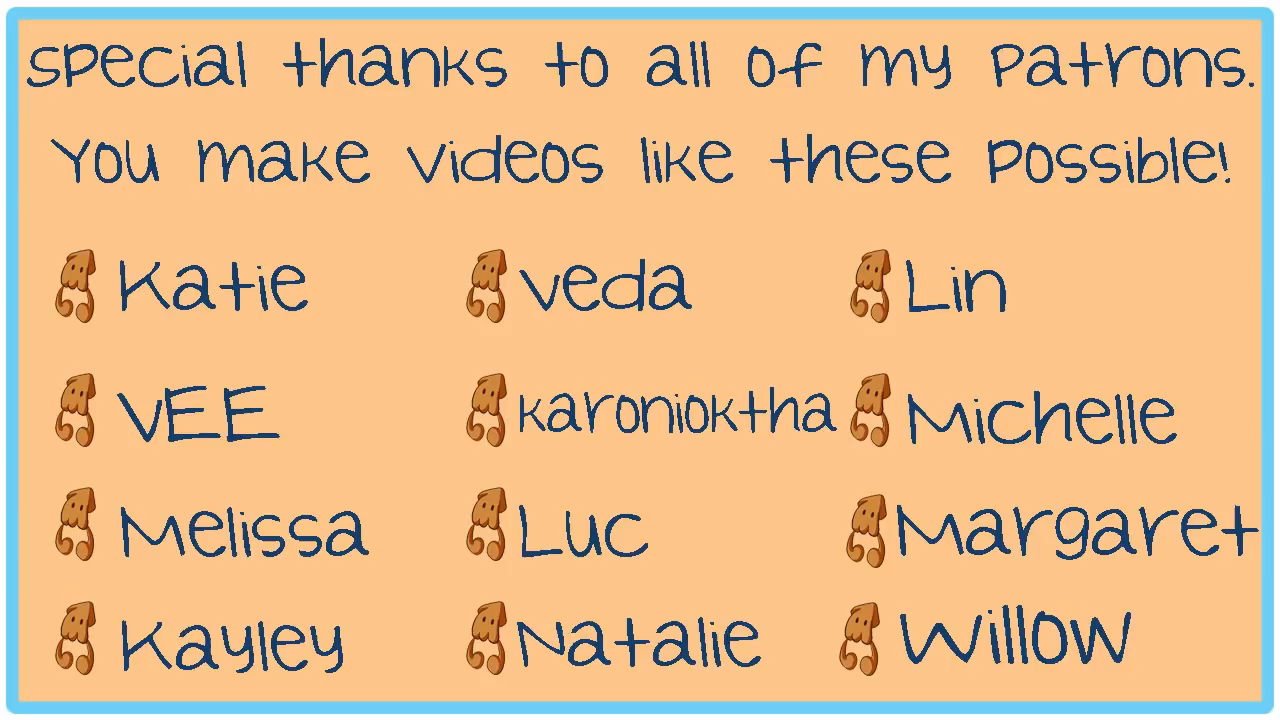 Special thanks to all of my patrons.
You make videos like these possible!
Katie Veda Lin
VEE karonioktha Michelle
Melissa Luc Margaret
Kayley Natalie Willow